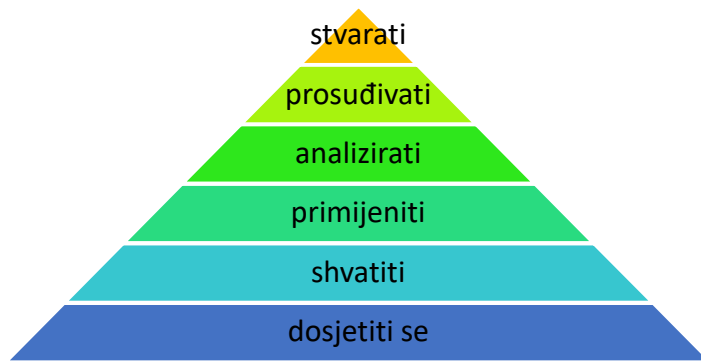 stvarati
prosuđivati
analizirati
primijeniti
shvatiti
dosjetiti se